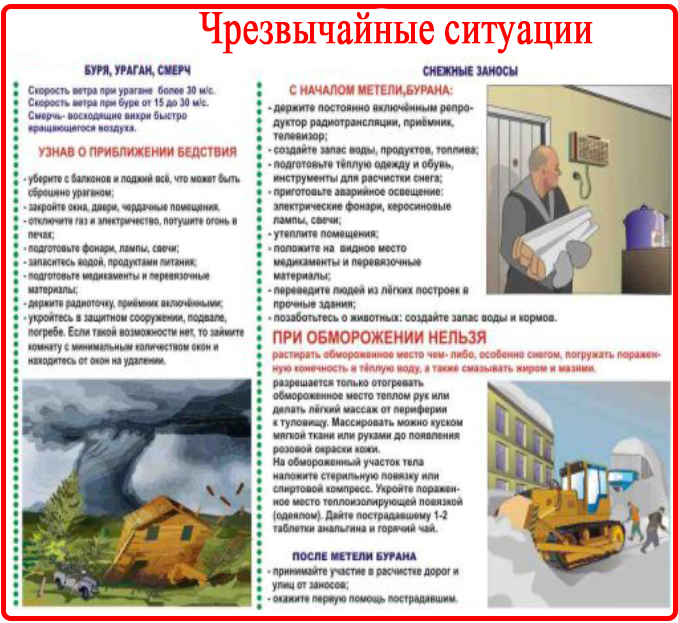 Чрезвычайные ситуации
БУРЯ, УРАГАН, СМЕРЧ
Скорость ветра при урагане более 30 м/с.
Скорость ветра при буре от 15 до 30 м/с.
Смерчь- восходящие вихри быстро
вращающегося воздуха.
УЗНАВ О ПРИБЛИЖЕНИИ БЕДСТВИЯ
- уберите с балконов и лоджий всё, что может быть
сброшено ураганом;
- закройте окна, двери, чердачные помещения.
- отключите газ и электричество, потушите огонь в
печах;
- подготовьте фонари, лампы, свечи;
- запаситесь водой, продуктами питания;
- подготовьте медикаменты и перевязочные
материалы;
- держите радиоточку, приёмник включёнными;
- укройтесь в защитном сооружении, подвале,
погребе. Если такой возможности нет, то займите
комнату с минимальным количеством окон и
находитесь от окон на удалении.
СНЕЖНЫЕ ЗАНОСЫ
С НАЧАЛОМ МЕТЕЛИ,БУРАНА:
- держите постоянно включённым репро-
дуктор радиотрансляции, приёмник,
телевизор;
- создайте запас воды, продуктов, топлива;
- подготовьте тёплую одежду и обувь,
инструменты для расчистки снега;
- приготовьте аварийное освещение:
электрические фонари, керосиновые
лампы, свечи;
- утеплите помещения;
- положите на видное место
медикаменты и перевязочные
материалы;
- переведите людей из лёгких построек в
прочные здания;
- позаботьтесь о животных: создайте запас воды и кормов.
ПРИ ОБМОРОЖЕНИИ НЕЛЬЗЯ
растирать обмороженное место чем- либо, особенно снегом, погружать поражен-
ную конечность в тёплую воду, а также смазывать жиром и мазями.
разрешается только отогревать
обмороженное место теплом рук или
делать лёгкий массаж от периферии
к туловищу. Массировать можно куском
мягкой ткани или руками до появления
розовой окраски кожи.
На обмороженный участок тела
наложите стерильную повязку или
спиртовой компресс. Укройте поражен-
ное место теплоизолирующей повязкой
(одеялом). Дайте пострадавшему 1-2
таблетки анальгина и горячий чай.
ПОСЛЕ МЕТЕЛИ БУРАНА
- принимайте участие в расчистке дорог и
улиц от заносов;
- окажите первую помощь пострадавшим.